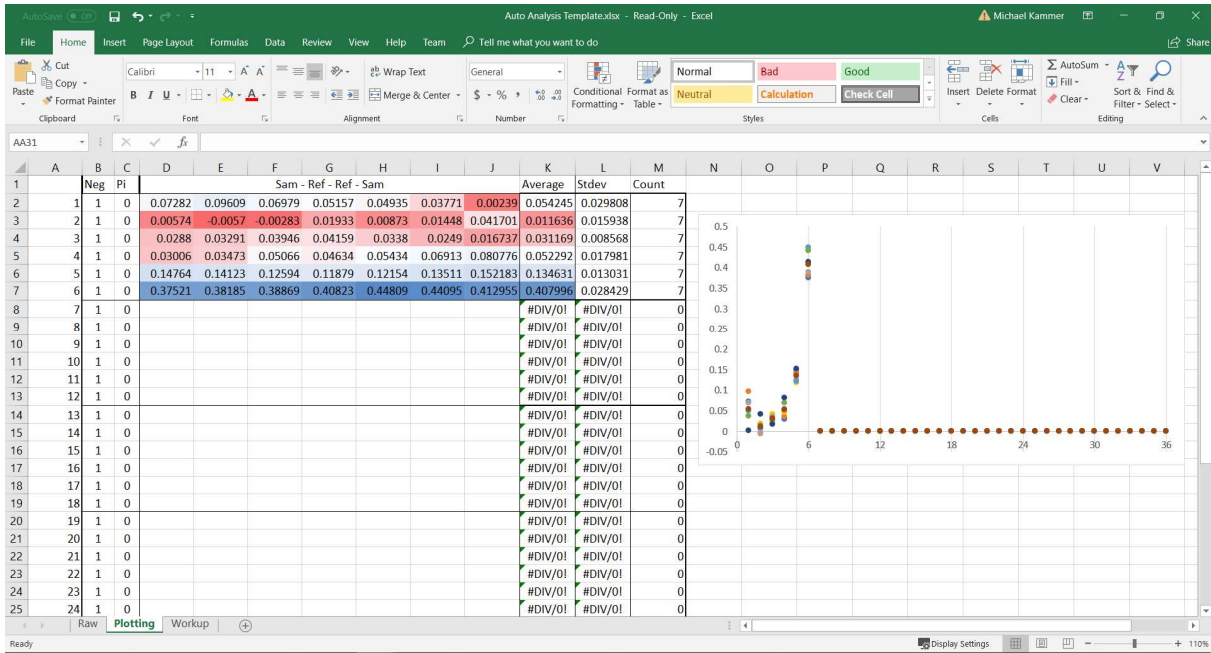 AutoSave Off Auto Analysis Template.xlsx - Read-Only - Excel Michael Kammer
File Home Insert Page Layout Formulas Data Review View Help Team Tell me what you want to do Share
Paste Cut Copy Format Painter Calibri 11 Wrap Text Merge & Center General Conditional Formatting Format as Table Normal Bad Good Neutral Calculation Check Cell Insert Delete Format AutoSum Fill Clear Sort & Filter Find & Select
Clipboard Font Alignment Number Styles Cells Editing
AA31 fx
A B C D E F G H I J K L M N O P Q R S T U V
1 Neg Pi Sam - Ref - Ref - Sam Average Stdev Count
2 1 1 0 0.07282 0.09609 0.06979 0.05157 0.04935 0.03771 0.00239 0.054245 0.029808 7
3 2 1 0 0.00574 -0.0057 -0.00283 0.01933 0.00873 0.01448 0.041701 0.011636 0.015938 7
4 3 1 0 0.0288 0.03291 0.03946 0.04159 0.0338 0.0249 0.016737 0.031169 0.008568 7
5 4 1 0 0.03006 0.03473 0.05066 0.04634 0.05434 0.06913 0.080776 0.052292 0.017981 7
6 5 1 0 0.14764 0.14123 0.12594 0.11879 0.12154 0.13511 0.152183 0.134631 0.013031 7
7 6 1 0 0.37521 0.38185 0.38869 0.40823 0.44809 0.44095 0.412955 0.407996 0.028429 7
8 7 1 0 #DIV/0! #DIV/0! 0
9 8 1 0 #DIV/0! #DIV/0! 0
10 9 1 0 #DIV/0! #DIV/0! 0
11 10 1 0 #DIV/0! #DIV/0! 0
12 11 1 0 #DIV/0! #DIV/0! 0
13 12 1 0 #DIV/0! #DIV/0! 0
14 13 1 0 #DIV/0! #DIV/0! 0
15 14 1 0 #DIV/0! #DIV/0! 0
16 15 1 0 #DIV/0! #DIV/0! 0
17 16 1 0 #DIV/0! #DIV/0! 0
18 17 1 0 #DIV/0! #DIV/0! 0
19 18 1 0 #DIV/0! #DIV/0! 0
20 19 1 0 #DIV/0! #DIV/0! 0
21 20 1 0 #DIV/0! #DIV/0! 0
22 21 1 0 #DIV/0! #DIV/0! 0
23 22 1 0 #DIV/0! #DIV/0! 0
24 23 1 0 #DIV/0! #DIV/0! 0
25 24 1 0 #DIV/0! #DIV/0! 0
0.5
0.45
0.4
0.35
0.3
0.25
0.2
0.15
0.1
0.05
0
-0.05
0 6 12 18 24 30 36
Raw Plotting Workup
Ready Display Settings 110%